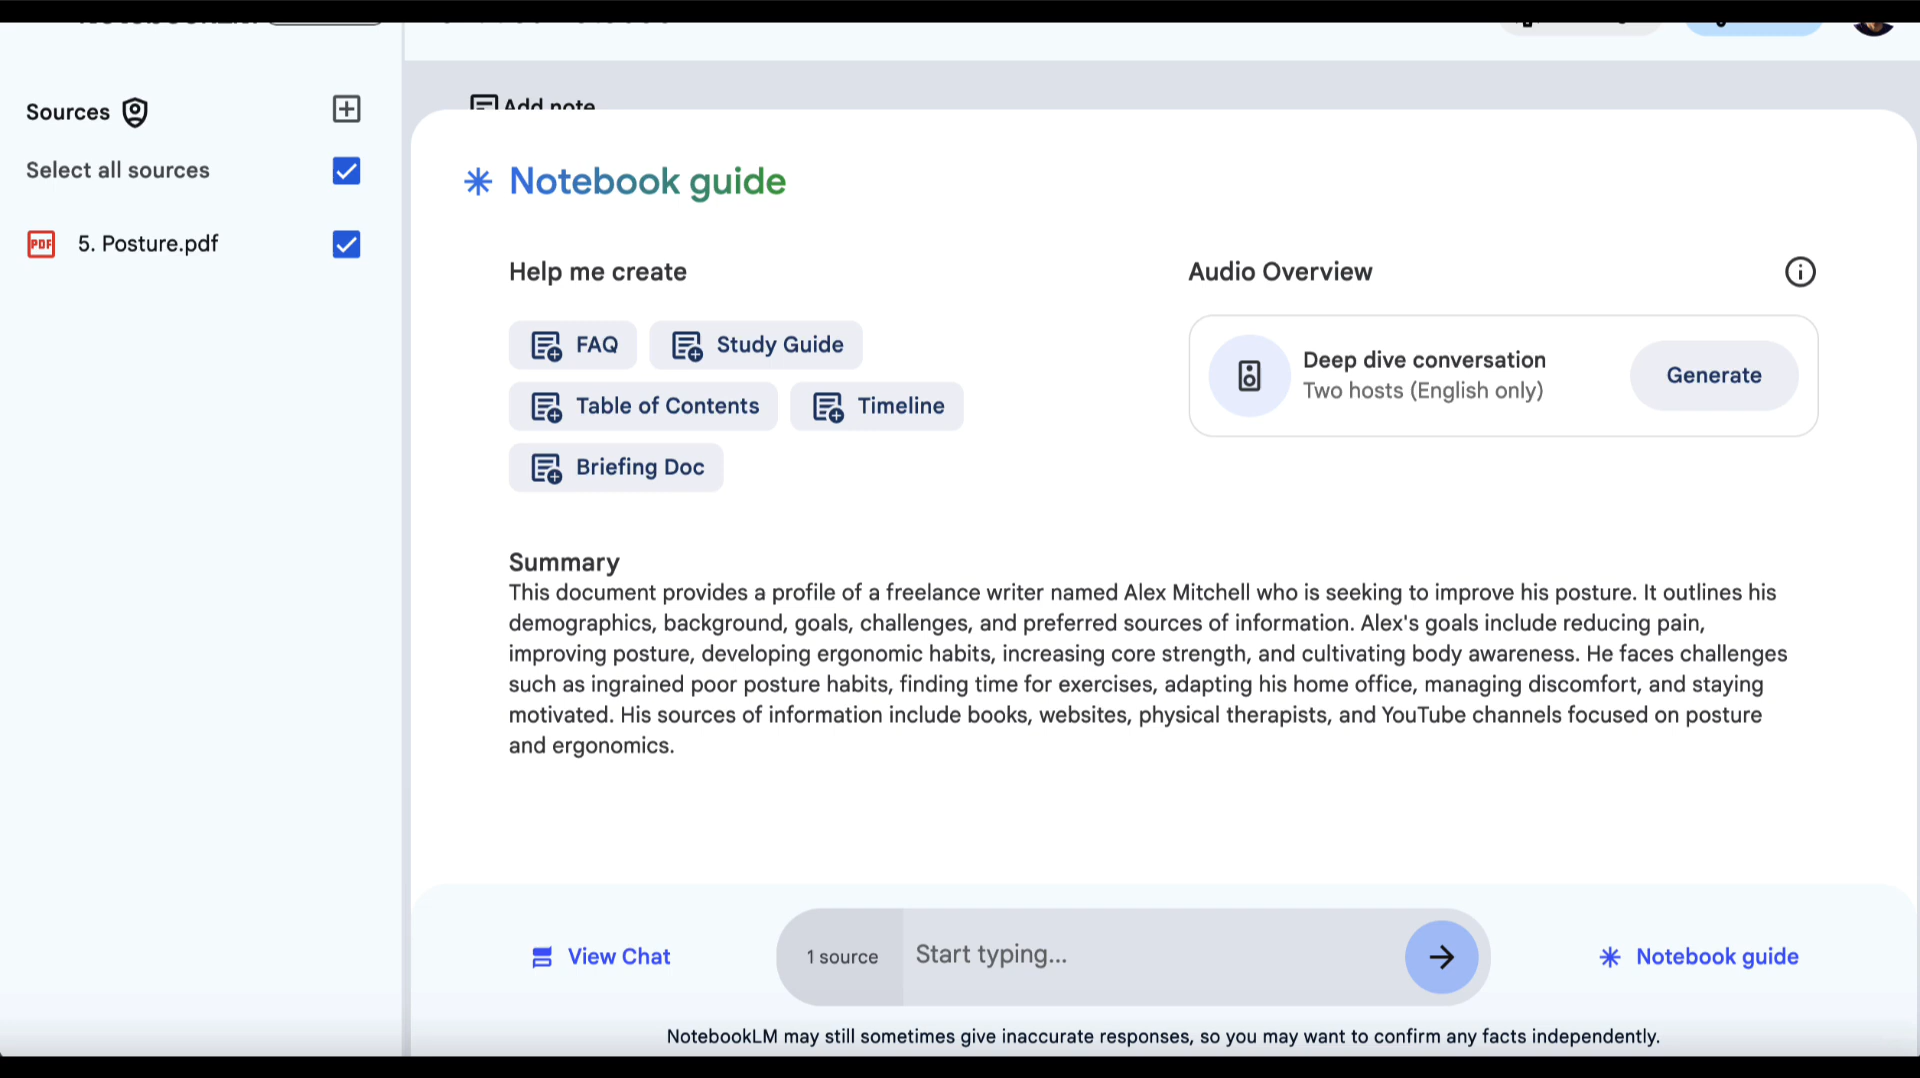 Sources
Select all sources
PDF
5. Posture.pdf
Add note
Notebook guide
Help me create
FAQ
Study Guide
Table of Contents
Timeline
Briefing Doc
Audio Overview
Deep dive conversation
Two hosts (English only)
Generate
Summary
This document provides a profile of a freelance writer named Alex Mitchell who is seeking to improve his posture. It outlines his
demographics, background, goals, challenges, and preferred sources of information. Alex's goals include reducing pain,
improving posture, developing ergonomic habits, increasing core strength, and cultivating body awareness. He faces challenges
such as ingrained poor posture habits, finding time for exercises, adapting his home office, managing discomfort, and staying
motivated. His sources of information include books, websites, physical therapists, and YouTube channels focused on posture
and ergonomics.
View Chat
1 source
Start typing...
Notebook guide
NotebookLM may still sometimes give inaccurate responses, so you may want to confirm any facts independently.